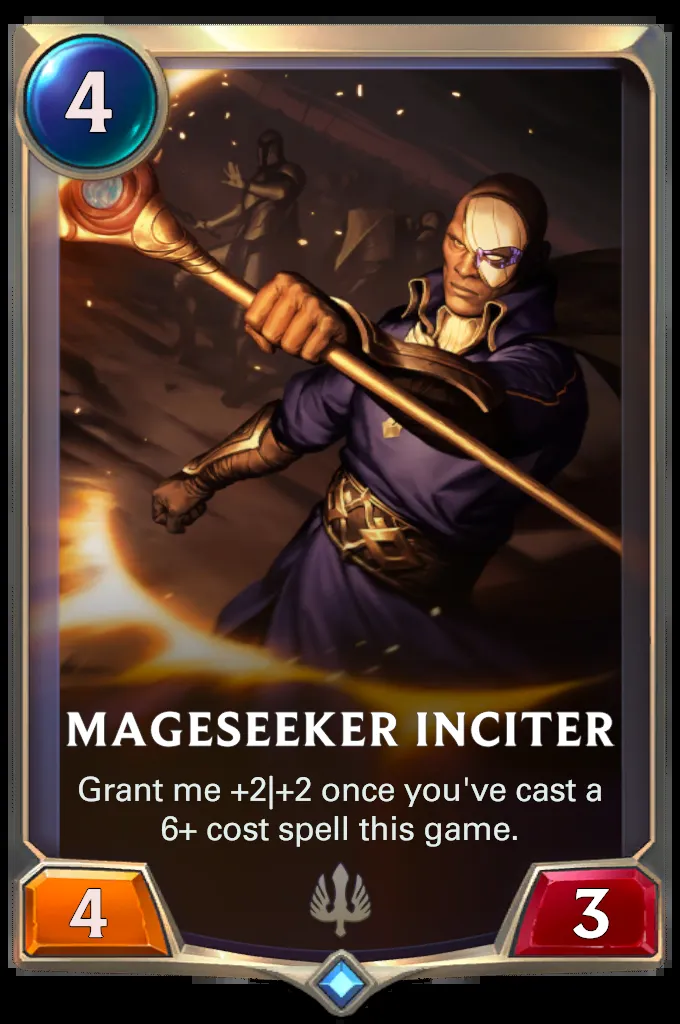 4
MAGESEEKER INCITER
Grant me +2|+2 once you've cast a
6+ cost spell this game.
4
3